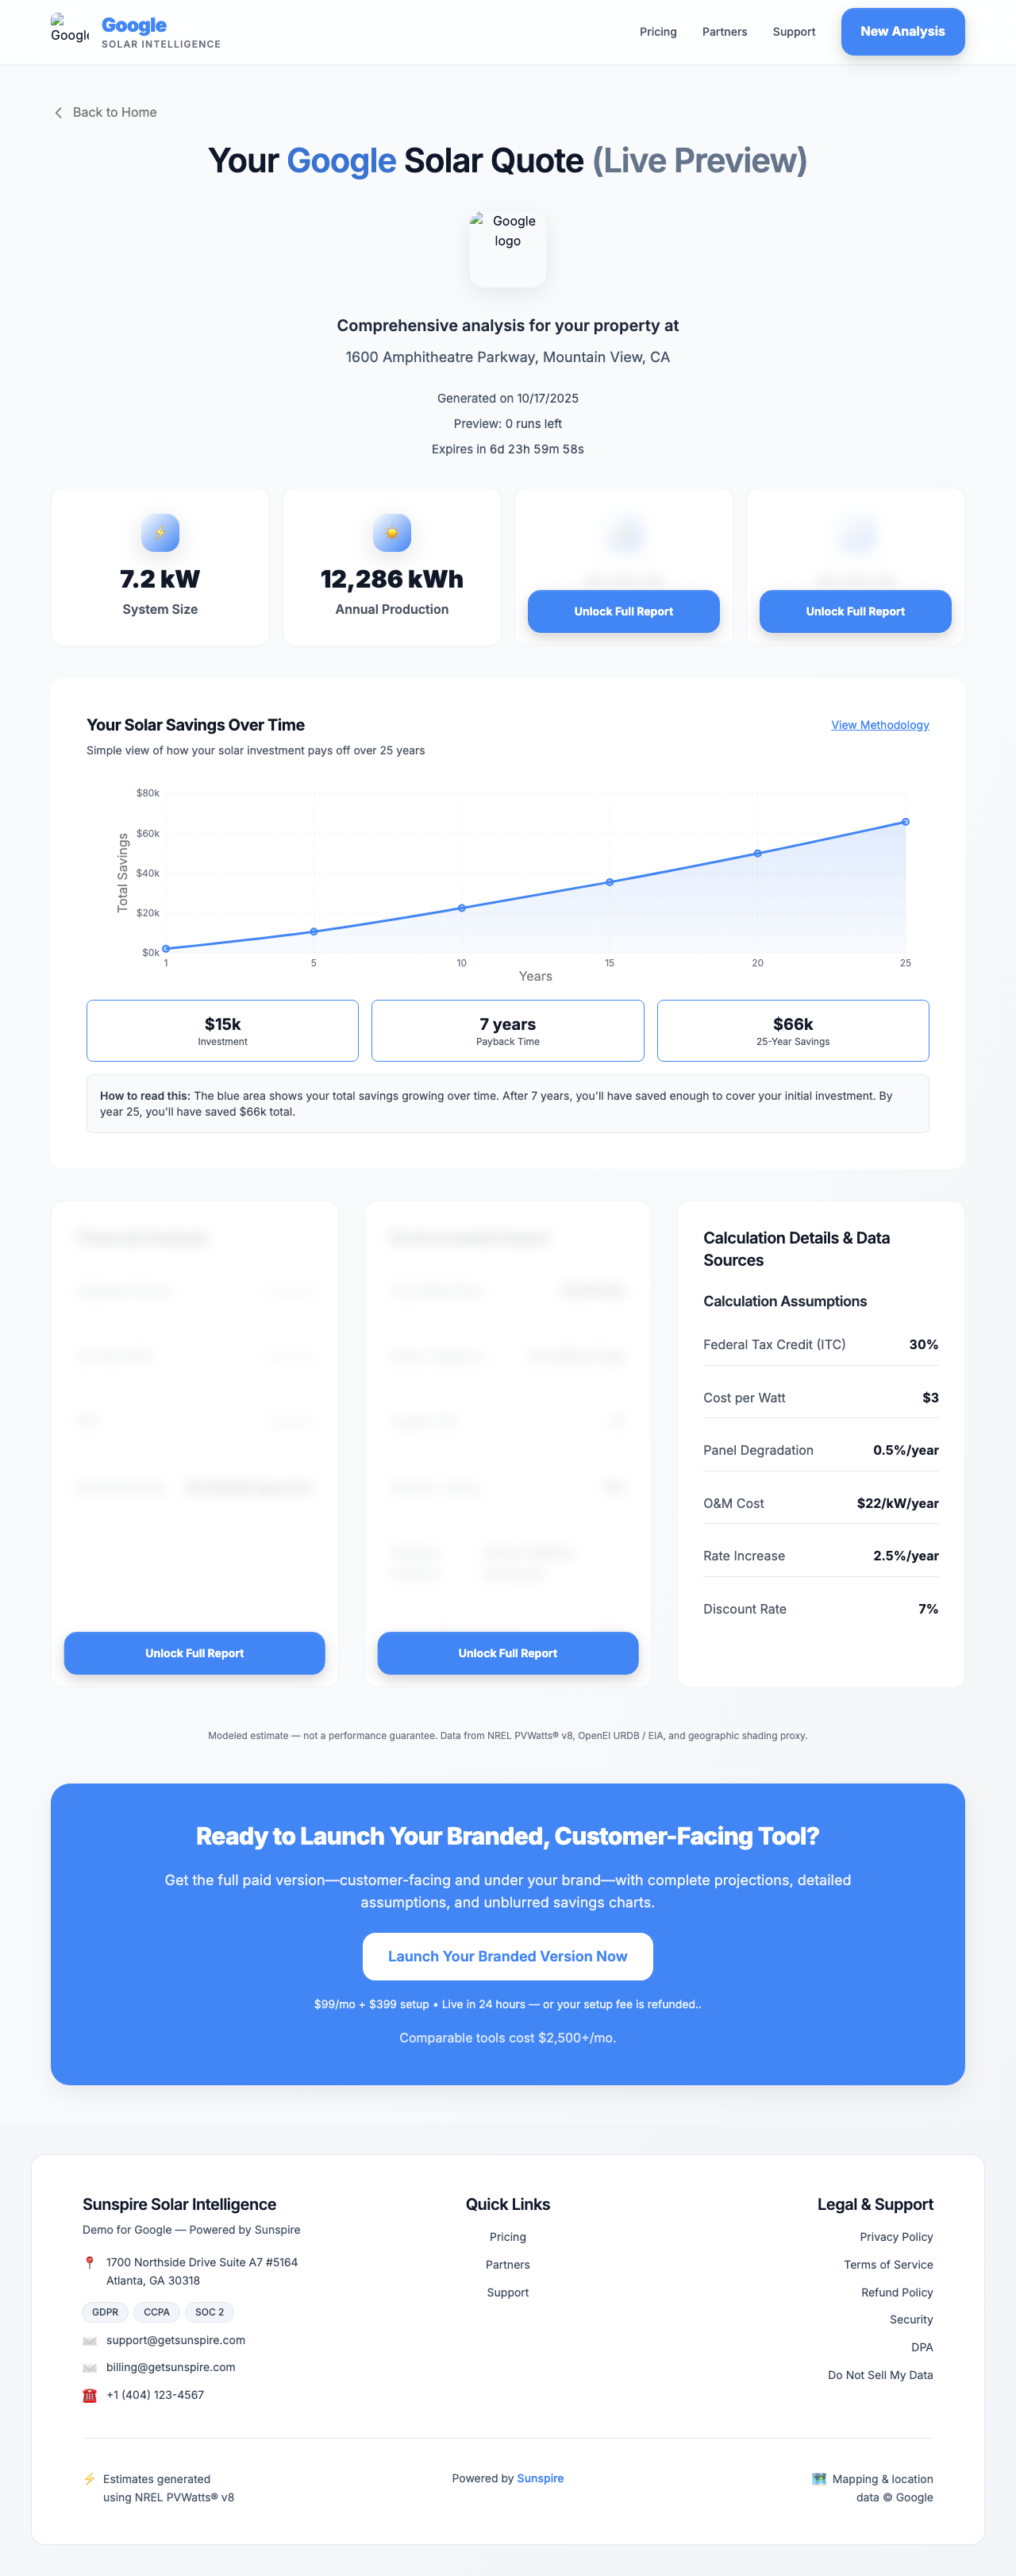 Google
Google
SOLAR INTELLIGENCE
Pricing
Partners
Support
New Analysis
Back to Home
Your Google Solar Quote (Live Preview)
Google
logo
Comprehensive analysis for your property at
1600 Amphitheatre Parkway, Mountain View, CA
Generated on 10/17/2025
Preview: 0 runs left
Expires in 6d 23h 59m 58s
7.2 kW
System Size
12,286 kWh
Annual Production
Unlock Full Report
Unlock Full Report
Your Solar Savings Over Time
View Methodology
Simple view of how your solar investment pays off over 25 years
$80k
$60k
$40k
$20k
$0k
Total Savings
1
5
10
15
20
25
Years
$15k
Investment
7 years
Payback Time
$66k
25-Year Savings
How to read this: The blue area shows your total savings growing over time. After 7 years, you'll have saved enough to cover your initial investment. By
year 25, you'll have saved $66k total.
Unlock Full Report
Unlock Full Report
Calculation Details & Data
Sources
Calculation Assumptions
Federal Tax Credit (ITC) 30%
Cost per Watt $3
Panel Degradation 0.5%/year
O&M Cost $22/kW/year
Rate Increase 2.5%/year
Discount Rate 7%
Modeled estimate — not a performance guarantee. Data from NREL PVWatts® v8, OpenEI URDB / EIA, and geographic shading proxy.
Ready to Launch Your Branded, Customer-Facing Tool?
Get the full paid version—customer-facing and under your brand—with complete projections, detailed
assumptions, and unblurred savings charts.
Launch Your Branded Version Now
$99/mo + $399 setup • Live in 24 hours — or your setup fee is refunded..
Comparable tools cost $2,500+/mo.
Sunspire Solar Intelligence
Demo for Google — Powered by Sunspire
1700 Northside Drive Suite A7 #5164
Atlanta, GA 30318
GDPR
CCPA
SOC 2
support@getsunspire.com
billing@getsunspire.com
+1 (404) 123-4567
Quick Links
Pricing
Partners
Support
Legal & Support
Privacy Policy
Terms of Service
Refund Policy
Security
DPA
Do Not Sell My Data
Estimates generated
using NREL PVWatts® v8
Powered by Sunspire
Mapping & location
data © Google